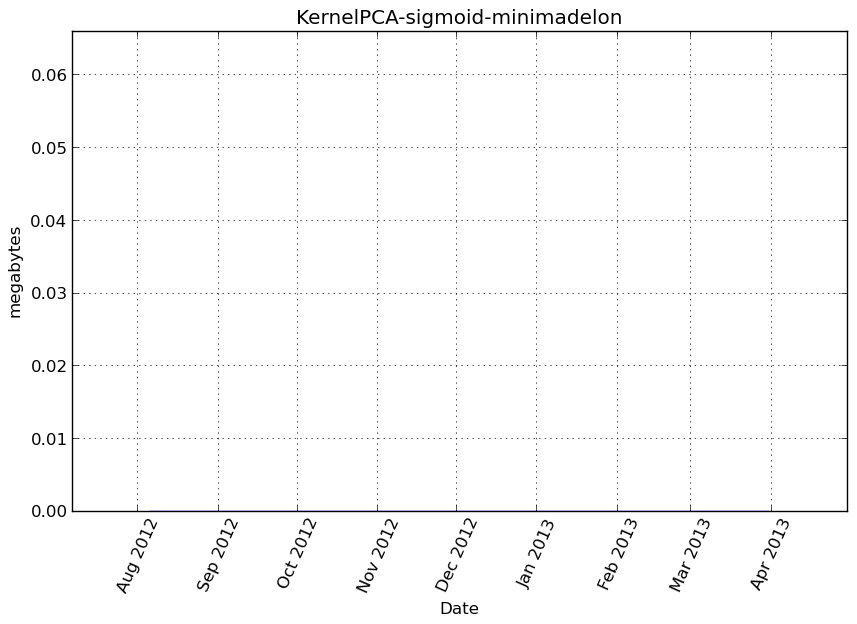 KernelPCA-sigmoid-minimadelon
megabytes
0.06
0.05
0.04
0.03
0.02
0.01
0.00
Aug 2012
Sep 2012
Oct 2012
Nov 2012
Dec 2012
Jan 2013
Feb 2013
Mar 2013
Apr 2013
Date